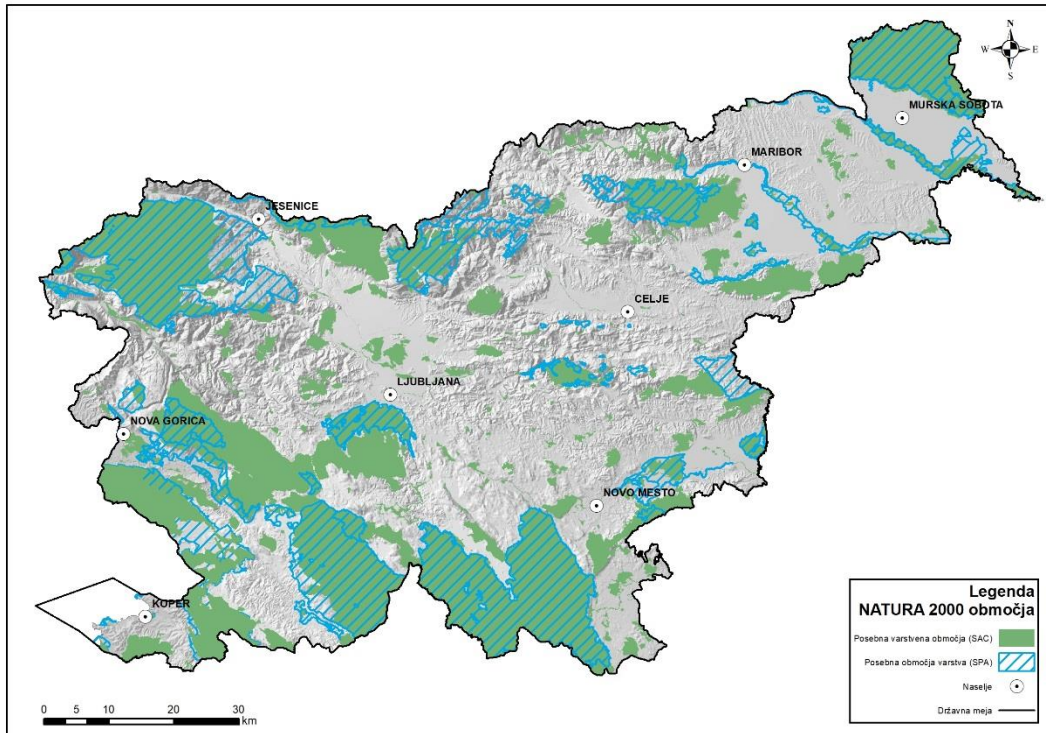 N
W E
S
MURSKA SOBOTA
MARIBOR
JESENICE
CELJE
LJUBLJANA
NOVA GORICA
NOVO MESTO
KOPER
Legenda
NATURA 2000 območja
Posebna varstvena območja (SAC)
Posebna območja varstva (SPA)
Naselje
Državna meja
0 5 10 20 30
km